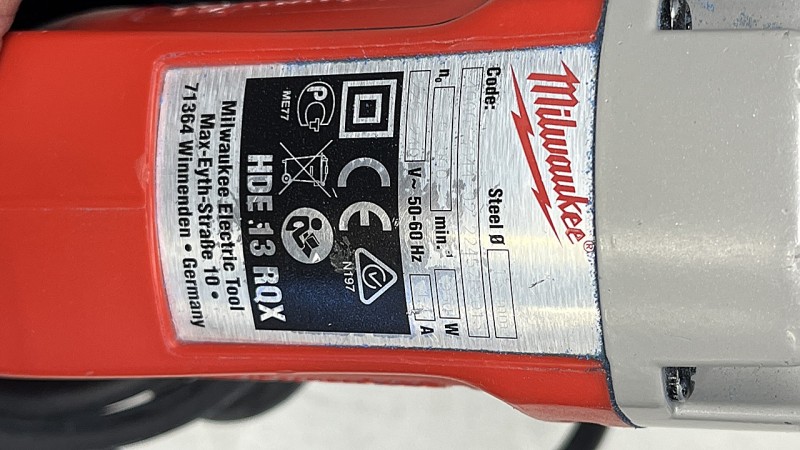 Milwaukee®
Code: Steel Ø
n₀ min.⁻¹ W
V~ 50-60 Hz A
CE
N197
ME77
HDE 13 RQX
Milwaukee Electric Tool
Max-Eyth-Straße 10 •
71364 Winnenden • Germany